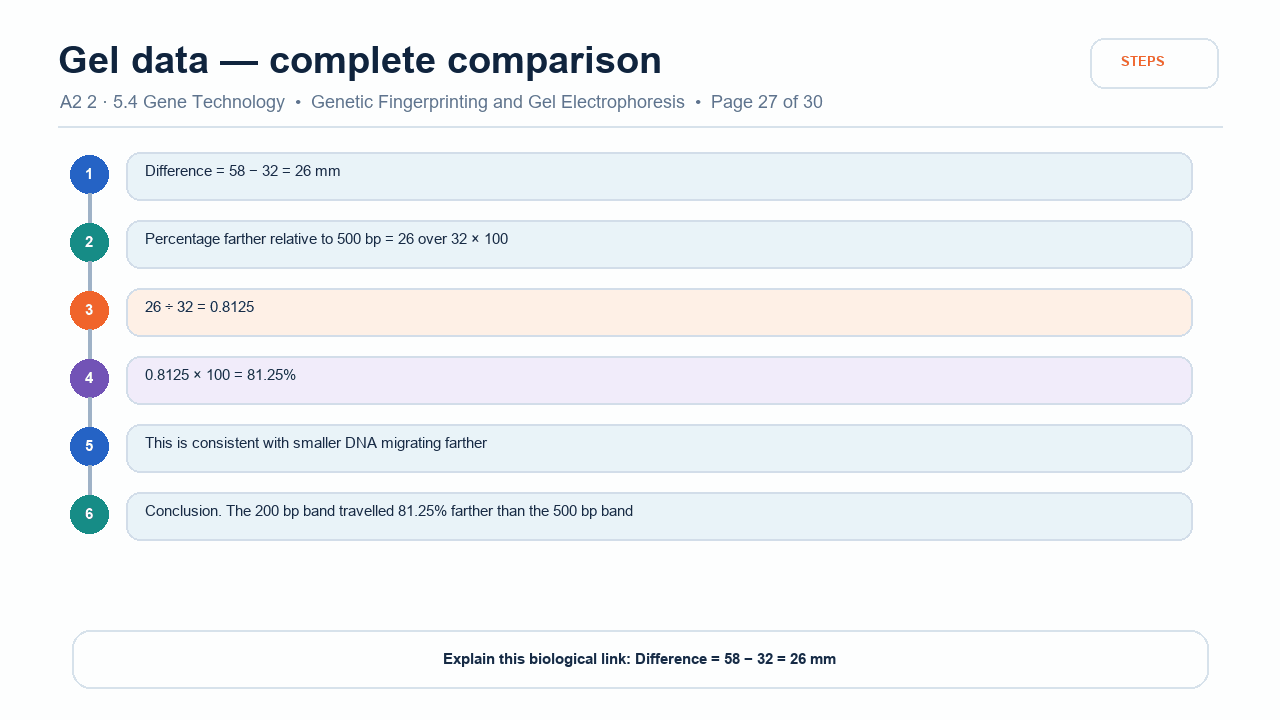 Gel data — complete comparison
STEPS
A2 2 · 5.4 Gene Technology • Genetic Fingerprinting and Gel Electrophoresis • Page 27 of 30
1 Difference = 58 − 32 = 26 mm
2 Percentage farther relative to 500 bp = 26 over 32 × 100
3 26 ÷ 32 = 0.8125
4 0.8125 × 100 = 81.25%
5 This is consistent with smaller DNA migrating farther
6 Conclusion. The 200 bp band travelled 81.25% farther than the 500 bp band
Explain this biological link: Difference = 58 − 32 = 26 mm